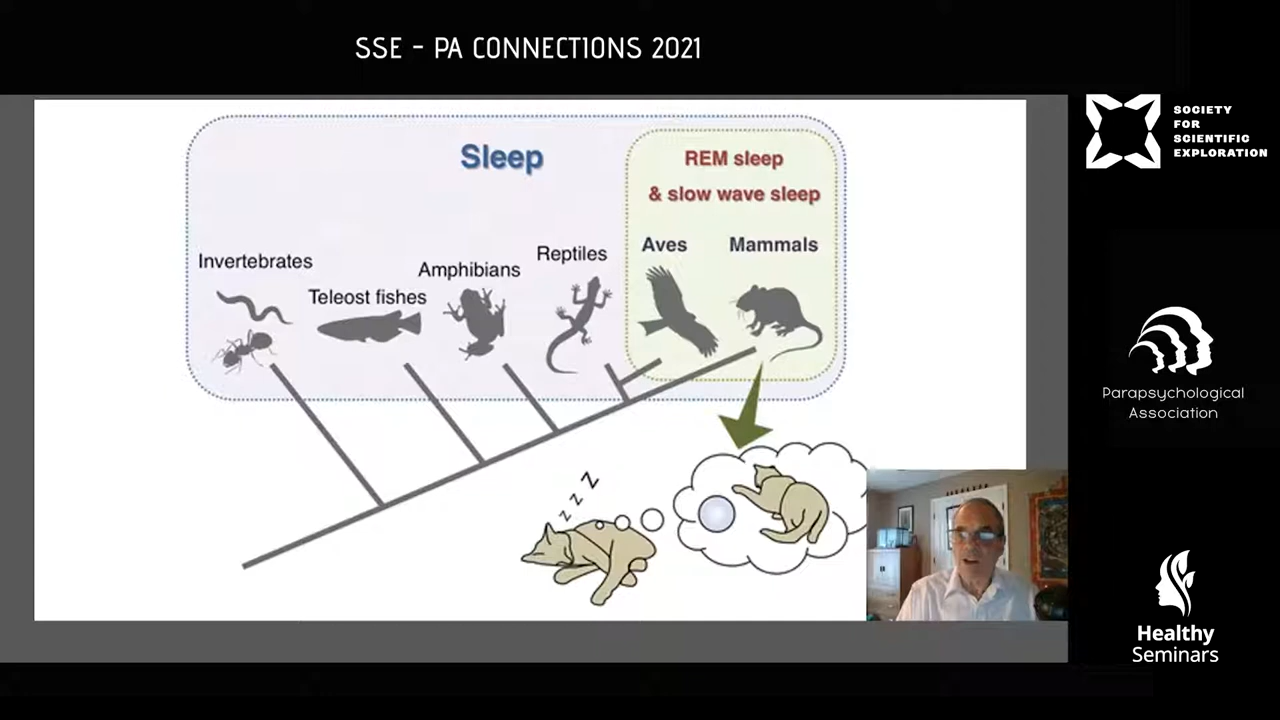 SSE - PA CONNECTIONS 2021
Sleep
REM sleep
& slow wave sleep
Aves
Mammals
Reptiles
Amphibians
Invertebrates
Teleost fishes
z z z
SOCIETY
FOR
SCIENTIFIC
EXPLORATION
Parapsychological
Association
Healthy
Seminars